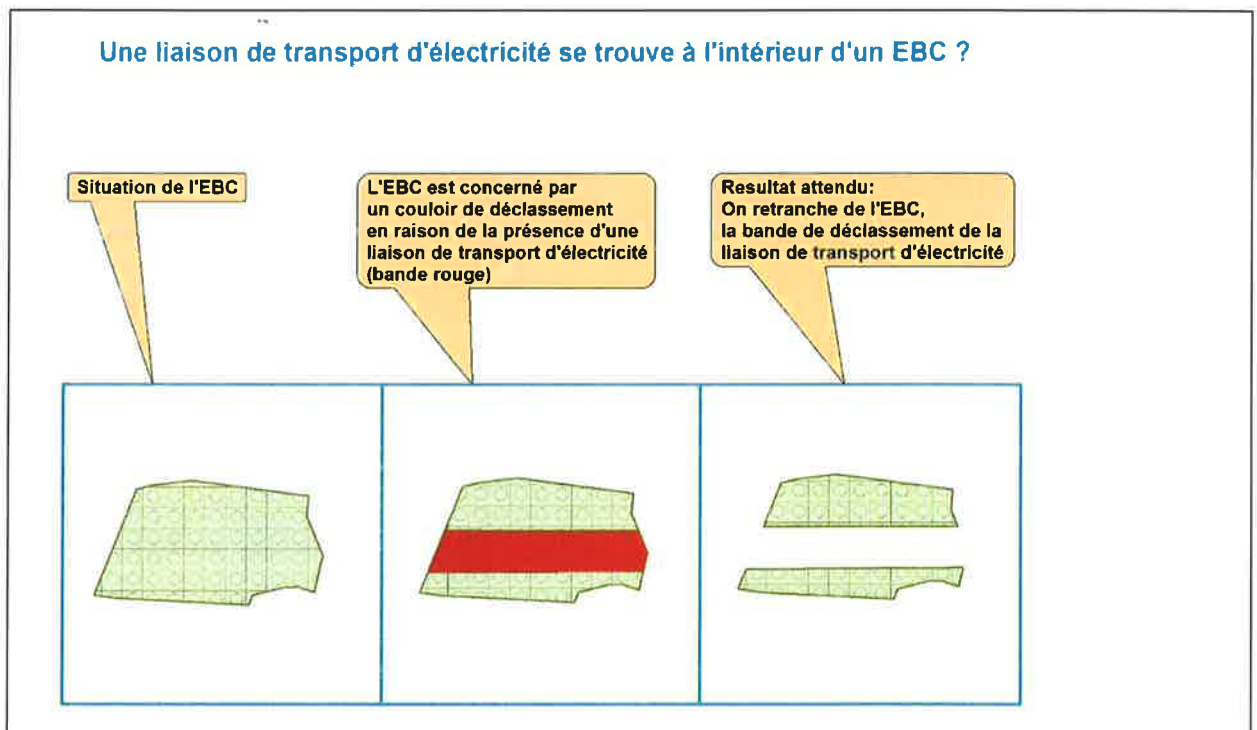 Une liaison de transport d'électricité se trouve à l'intérieur d'un EBC ?
Situation de l'EBC
L'EBC est concerné par
un couloir de déclassement
en raison de la présence d'une
liaison de transport d'électricité
(bande rouge)
Resultat attendu:
On retranche de l'EBC,
la bande de déclassement de la
liaison de transport d'électricité